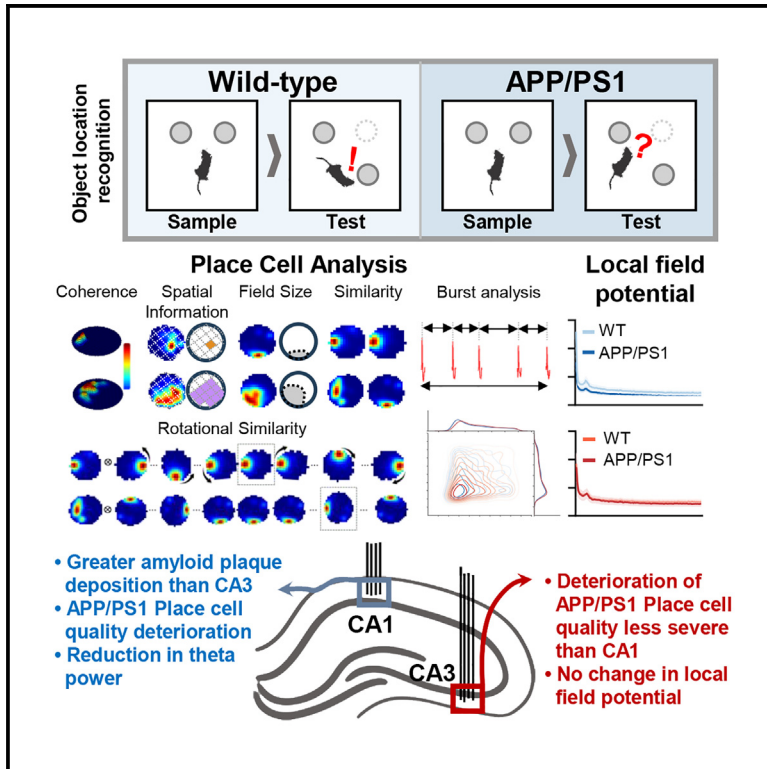 Object location
recognition
Wild-type
APP/PS1
!
?
Sample
Test
Sample
Test
Place Cell Analysis
Local field
potential
Coherence
Spatial
Information
Field Size
Similarity
Burst analysis
WT
APP/PS1
Rotational Similarity
WT
APP/PS1
• Greater amyloid plaque
deposition than CA3
• APP/PS1 Place cell
quality deterioration
• Reduction in theta
power
CA1
CA3
• Deterioration of
APP/PS1 Place cell
quality less severe
than CA1
• No change in local
field potential